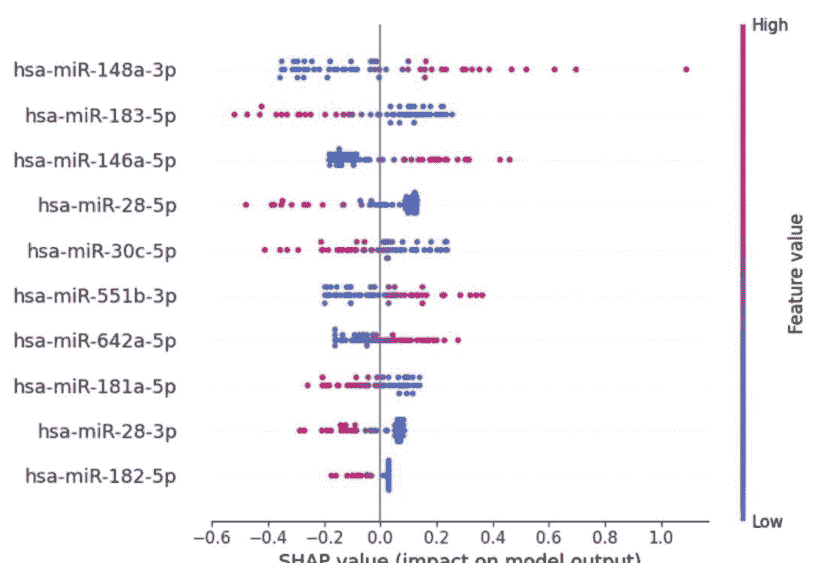 High
hsa-miR-148a-3p
hsa-miR-183-5p
hsa-miR-146a-5p
hsa-miR-28-5p
hsa-miR-30c-5p
hsa-miR-551b-3p
hsa-miR-642a-5p
hsa-miR-181a-5p
hsa-miR-28-3p
hsa-miR-182-5p
Feature value
Low
−0.6 −0.4 −0.2 0.0 0.2 0.4 0.6 0.8 1.0
SHAP value (impact on model output)